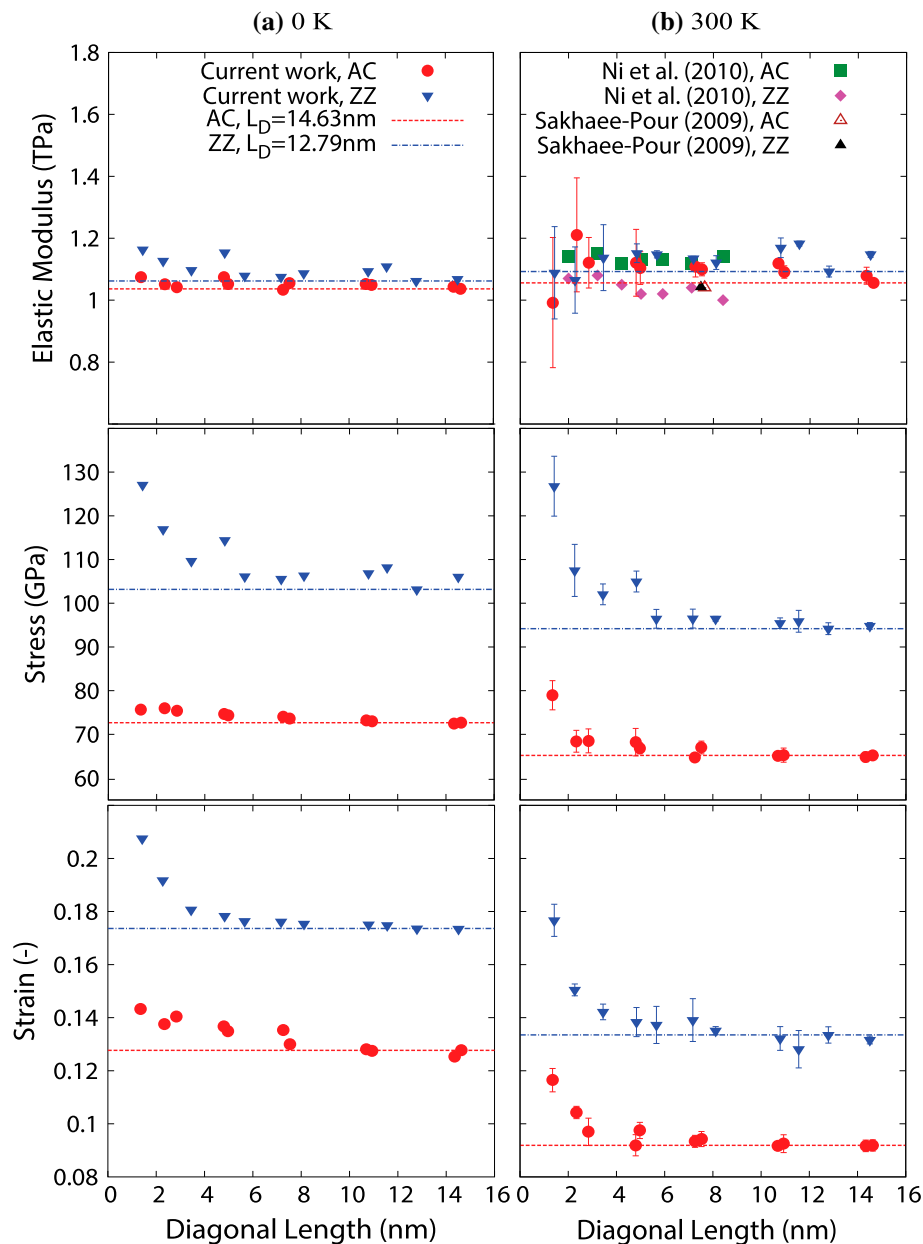 (a) 0 K
(b) 300 K
1.8
1.6
1.4
1.2
1
0.8
Elastic Modulus (TPa)
Current work, AC
Current work, ZZ
AC, L_D=14.63nm
ZZ, L_D=12.79nm
Ni et al. (2010), AC
Ni et al. (2010), ZZ
Sakhaee-Pour (2009), AC
Sakhaee-Pour (2009), ZZ
130
120
110
100
90
80
70
60
Stress (GPa)
0.2
0.18
0.16
0.14
0.12
0.1
0.08
Strain (-)
0 2 4 6 8 10 12 14 16
0 2 4 6 8 10 12 14 16
Diagonal Length (nm)
Diagonal Length (nm)